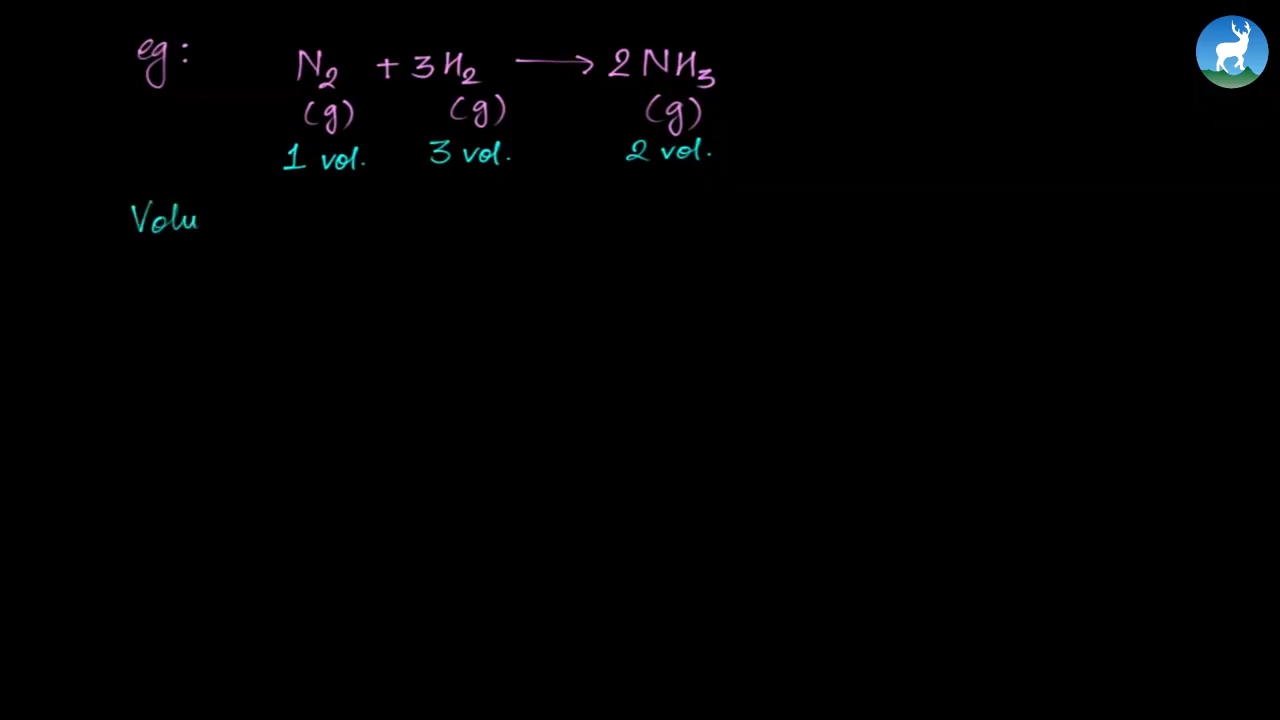 eg: N2 + 3H2 → 2NH3
(g) (g) (g)
1 vol. 3 vol. 2 vol.
Volu